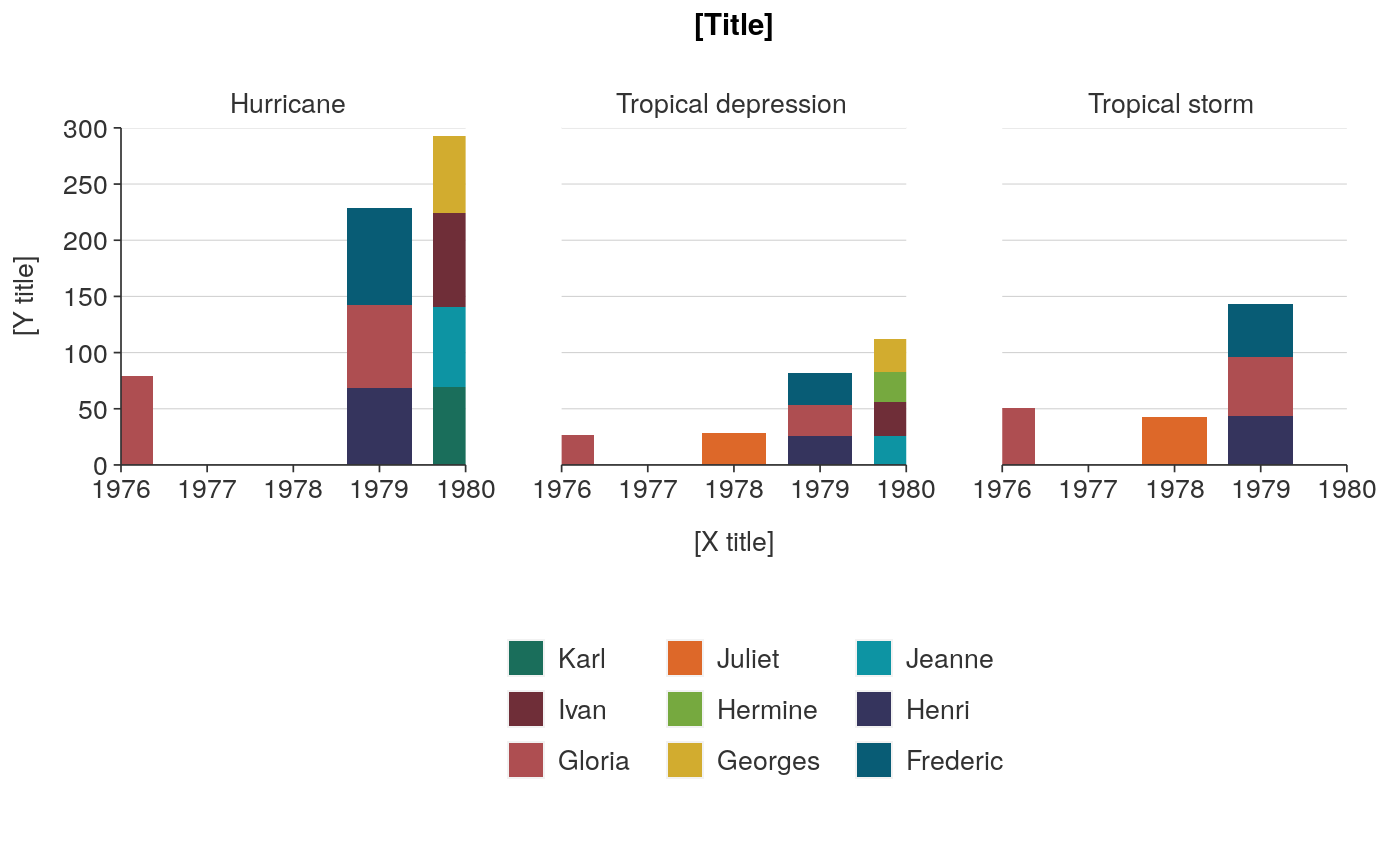 [Title]
Hurricane Tropical depression Tropical storm
300
250
200
150
100
50
0
[Y title]
1976 1977 1978 1979 1980 1976 1977 1978 1979 1980 1976 1977 1978 1979 1980
[X title]
Karl Juliet Jeanne
Ivan Hermine Henri
Gloria Georges Frederic